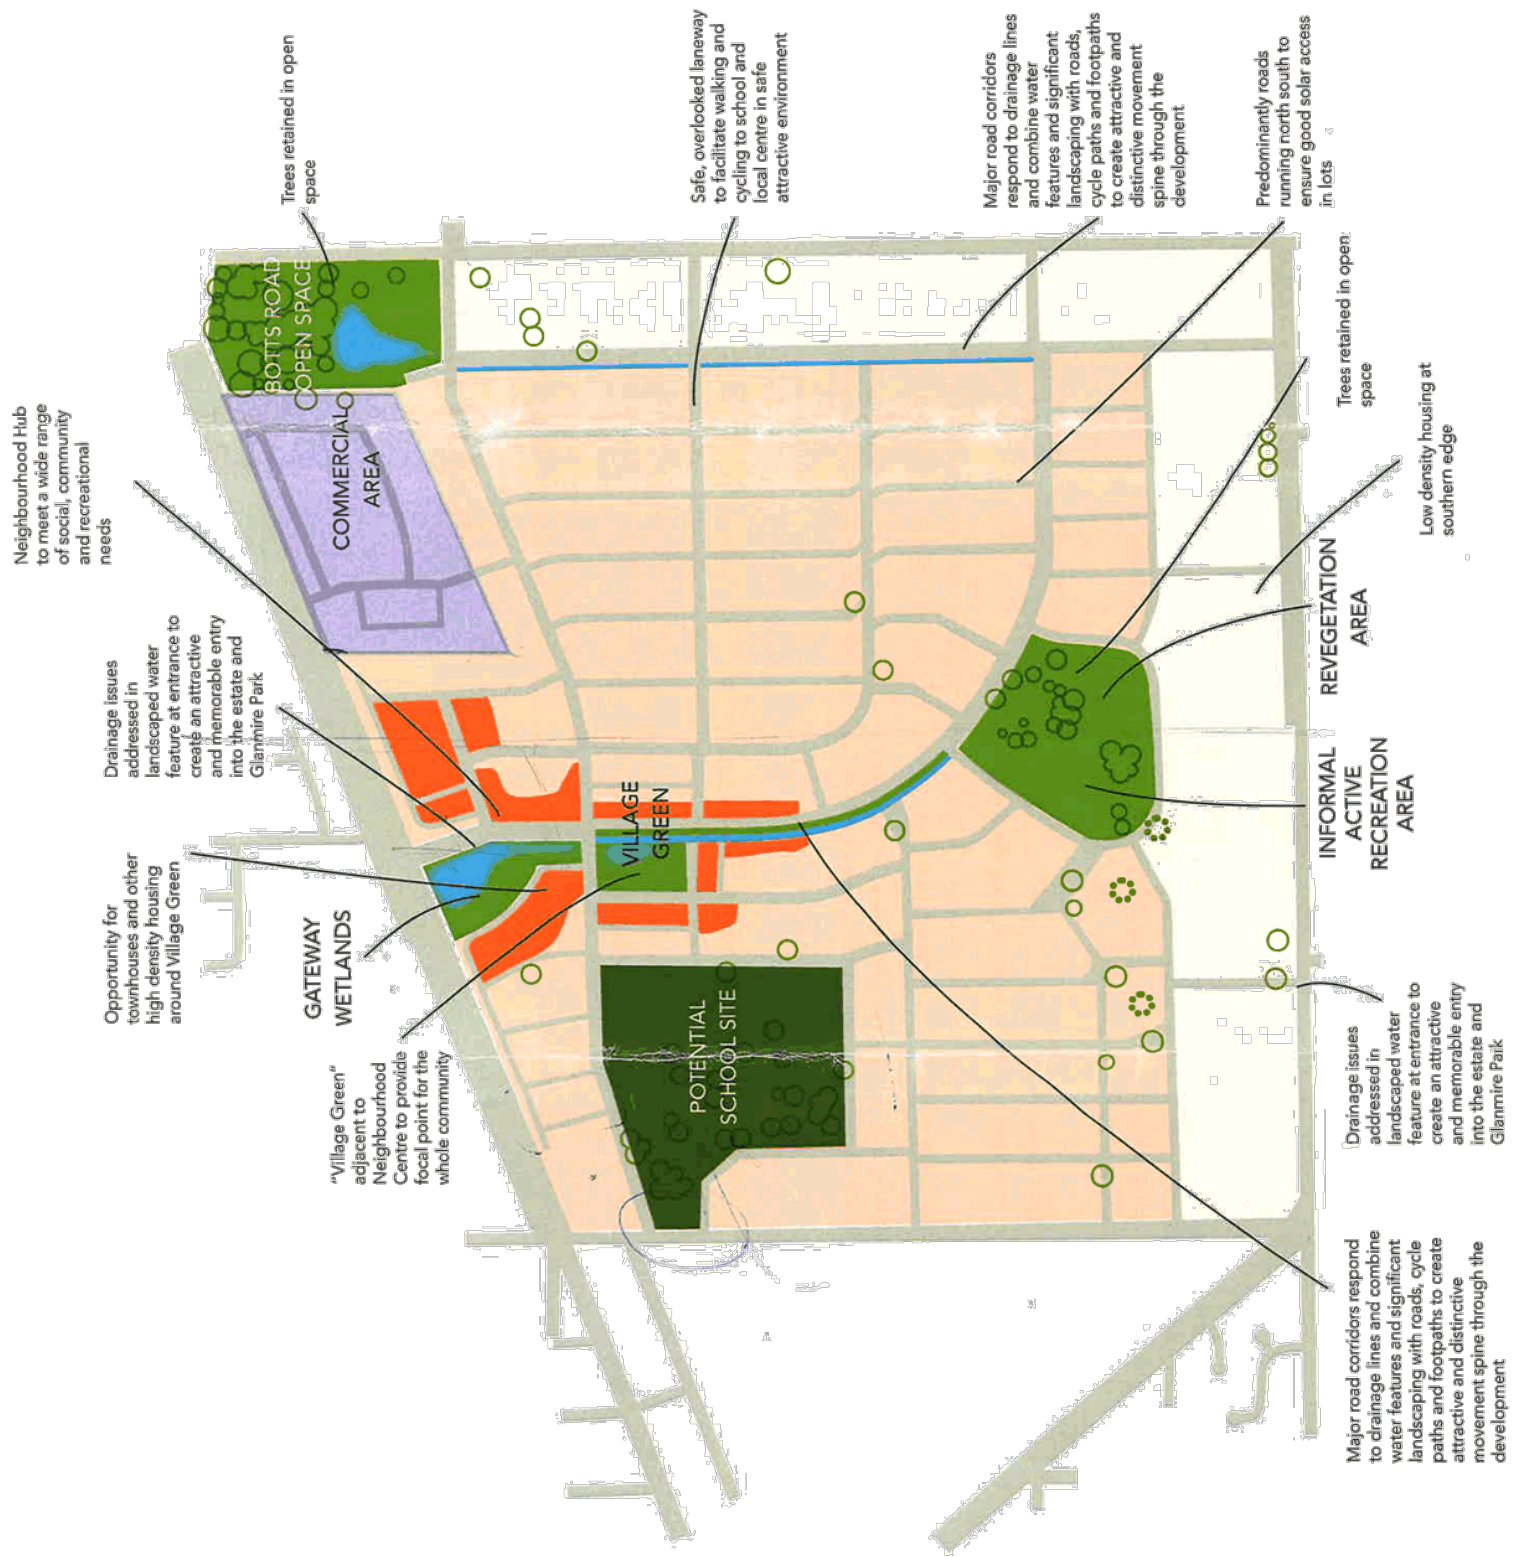 Neighbourhood Hub
to meet a wide range
of social, community
and recreational
needs
Trees retained in open
space
BOTTS ROAD
OPEN SPACE
COMMERCIAL
AREA
Drainage issues
addressed in
landscaped water
feature at entrance to
create an attractive
and memorable entry
into the estate and
Glanmire Park
Opportunity for
townhouses and other
high density housing
around Village Green
GATEWAY
WETLANDS
"Village Green"
adjacent to
Neighbourhood
Centre to provide
focal point for the
whole community
VILLAGE
GREEN
POTENTIAL
SCHOOL SITE
Safe, overlooked laneway
to facilitate walking and
cycling to school and
local centre in safe
attractive environment
Major road corridors
respond to drainage lines
and combine water
features and significant
landscaping with roads,
cycle paths and footpaths
to create attractive and
distinctive movement
spine through the
development
Predominantly roads
running north south to
ensure good solar access
in lots
Trees retained in open
space
Low density housing at
southern edge
REVEGETATION
AREA
INFORMAL
ACTIVE
RECREATION
AREA
Drainage issues
addressed in
landscaped water
feature at entrance to
create an attractive
and memorable entry
into the estate and
Glanmire Park
Major road corridors respond
to drainage lines and combine
water features and significant
landscaping with roads, cycle
paths and footpaths to create
attractive and distinctive
movement spine through the
development